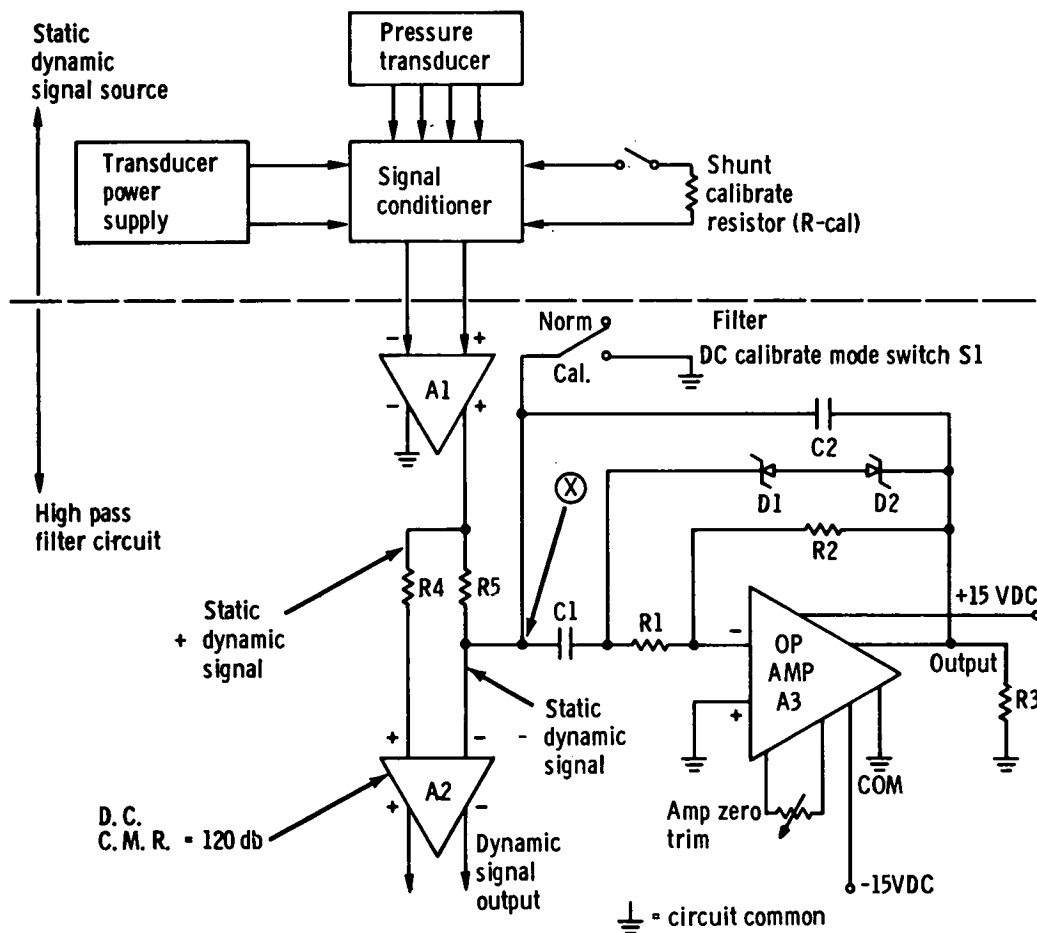 Static
dynamic
signal source
Pressure
transducer
Transducer
power
supply
Signal
conditioner
Shunt
calibrate
resistor (R-cal)
Norm
Filter
DC calibrate mode switch S1
Cal.
- +
A1
- +
C2
X
D1
D2
High pass
filter circuit
R2
R4
R5
+15 VDC
Static
+ dynamic
signal
C1
R1
-
OP
AMP
A3
+
Output
R3
Static
- dynamic
signal
+ -
A2
+ -
COM
D. C.
C. M. R. = 120 db
Amp zero
trim
Dynamic
signal
output
-15VDC
= circuit common